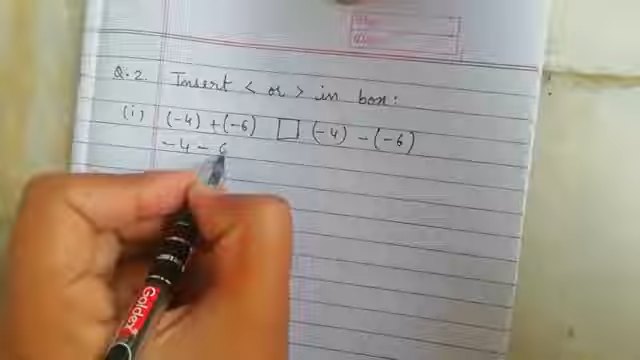 Q.2. Insert < or > in box:
(i) (-4) + (-6) □ (-4) - (-6)
-4 - 6
Goldex